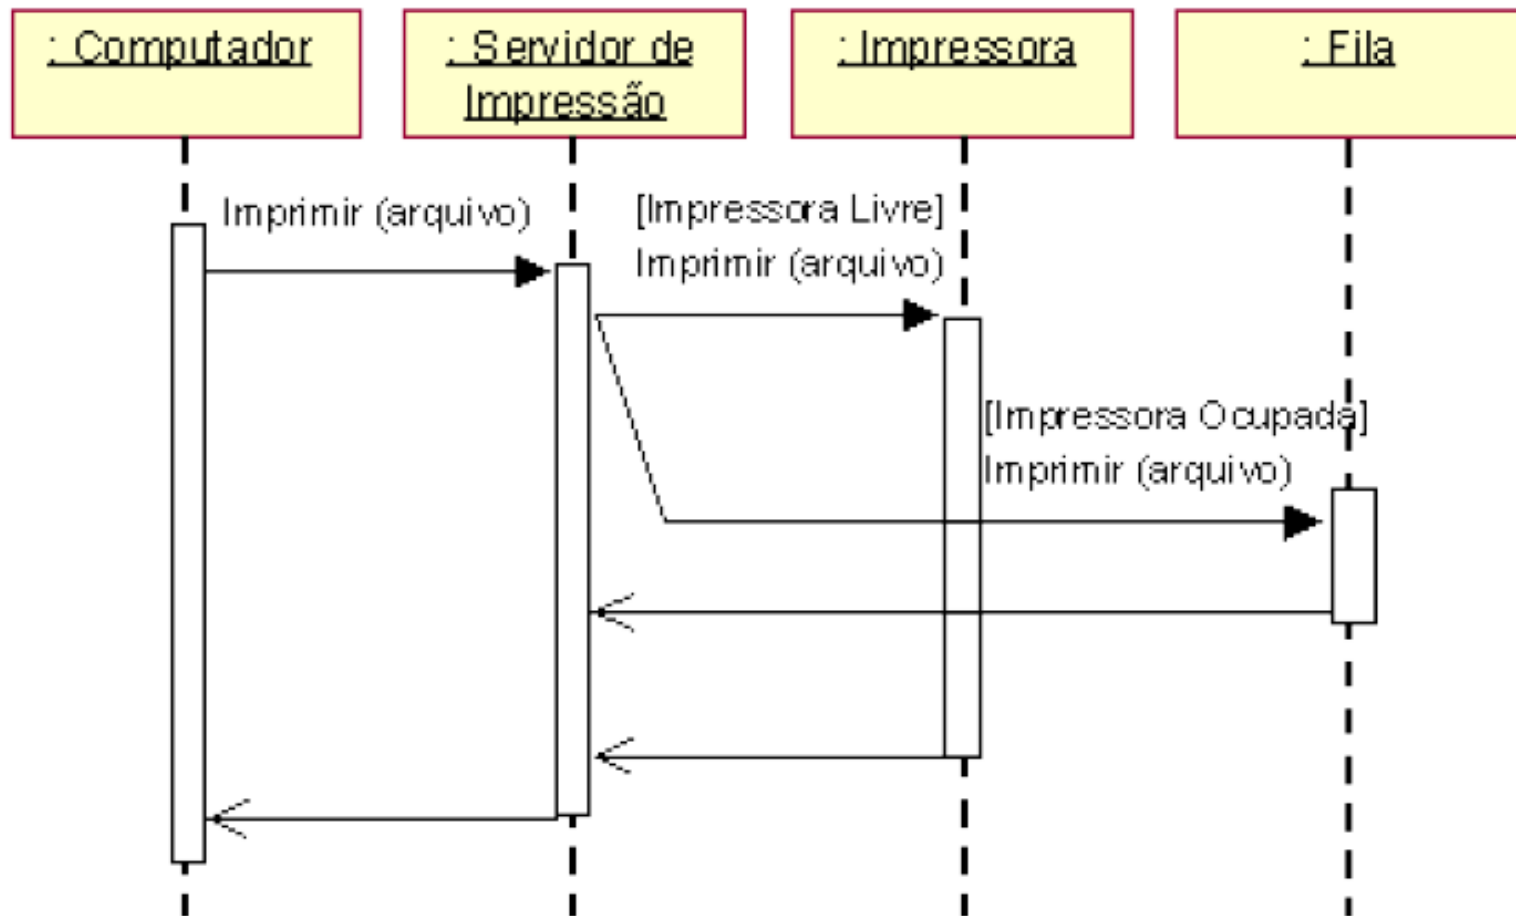 : Computador
: Servidor de
Impressão
: Impressora
: Fila
Imprimir (arquivo)
[Impressora Livre]
Imprimir (arquivo)
[Impressora Ocupada]
Imprimir (arquivo)